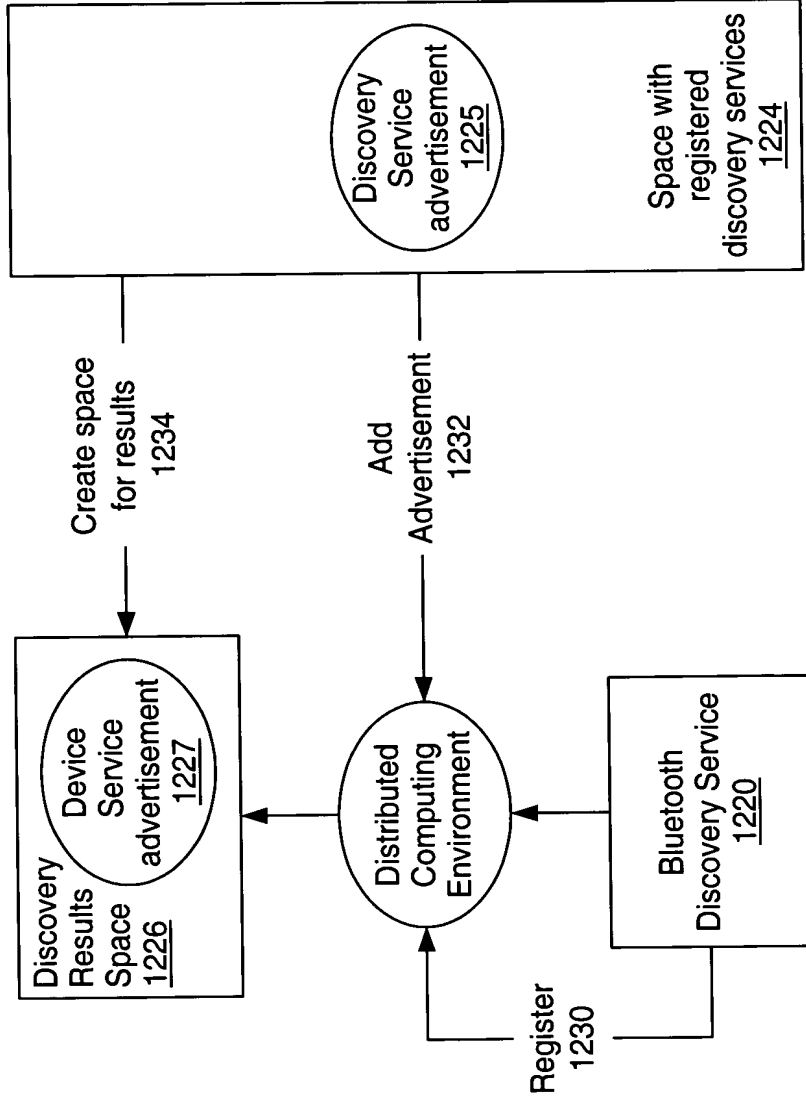 Discovery
Results
Space
1226
Device
Service
advertisement
1227
Create space
for results
1234
Distributed
Computing
Environment
Add
Advertisement
1232
Discovery
Service
advertisement
1225
Space with
registered
discovery services
1224
Register
1230
Bluetooth
Discovery Service
1220